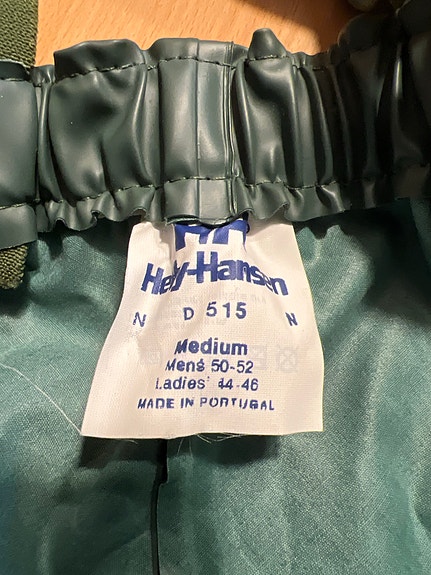 HH
Helly-Hansen
N D 515 N
Medium
Mens 50-52
Ladies' 44-46
MADE IN PORTUGAL